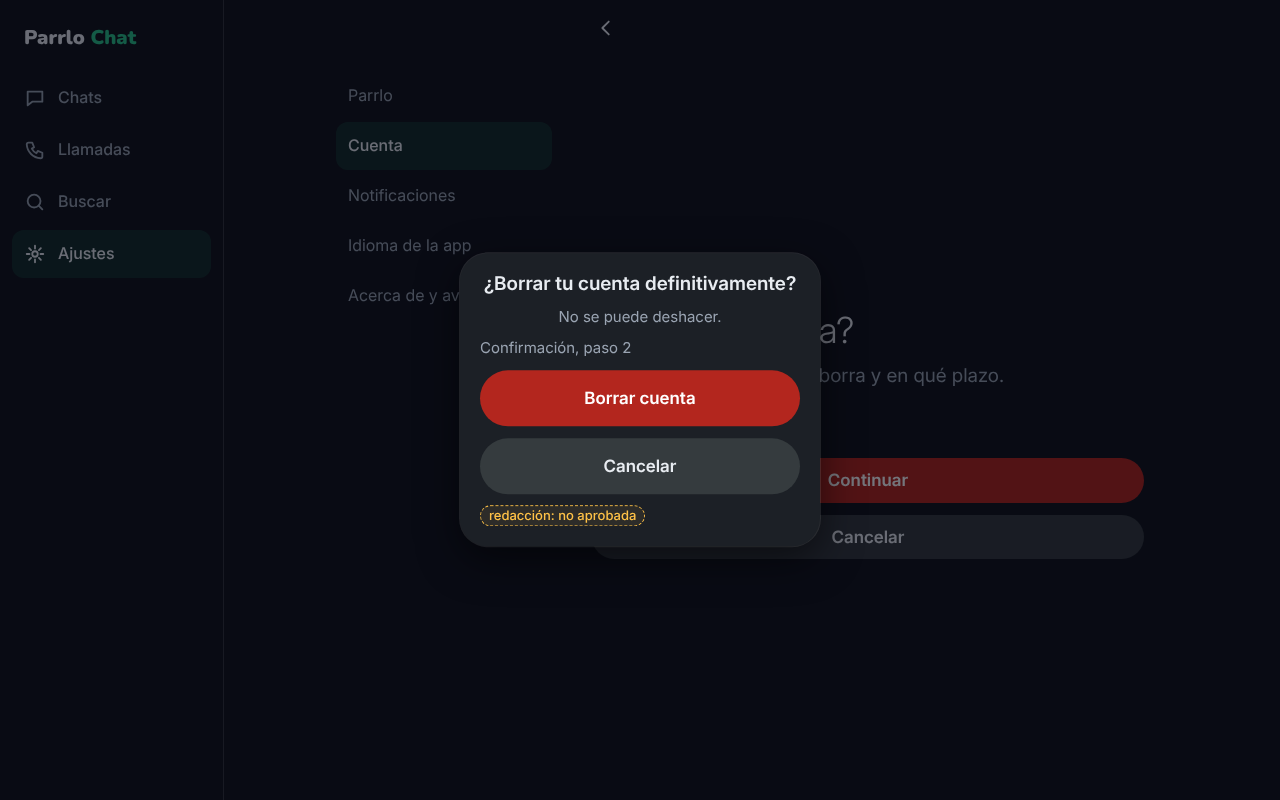 Parrlo Chat
Chats
Llamadas
Buscar
Ajustes
Parrlo
Cuenta
Notificaciones
Idioma de la app
Acerca de y
¿Borrar tu cuenta definitivamente?
No se puede deshacer.
Confirmación, paso 2
Borrar cuenta
Cancelar
redacción: no aprobada
borra y en qué plazo.
Continuar
Cancelar